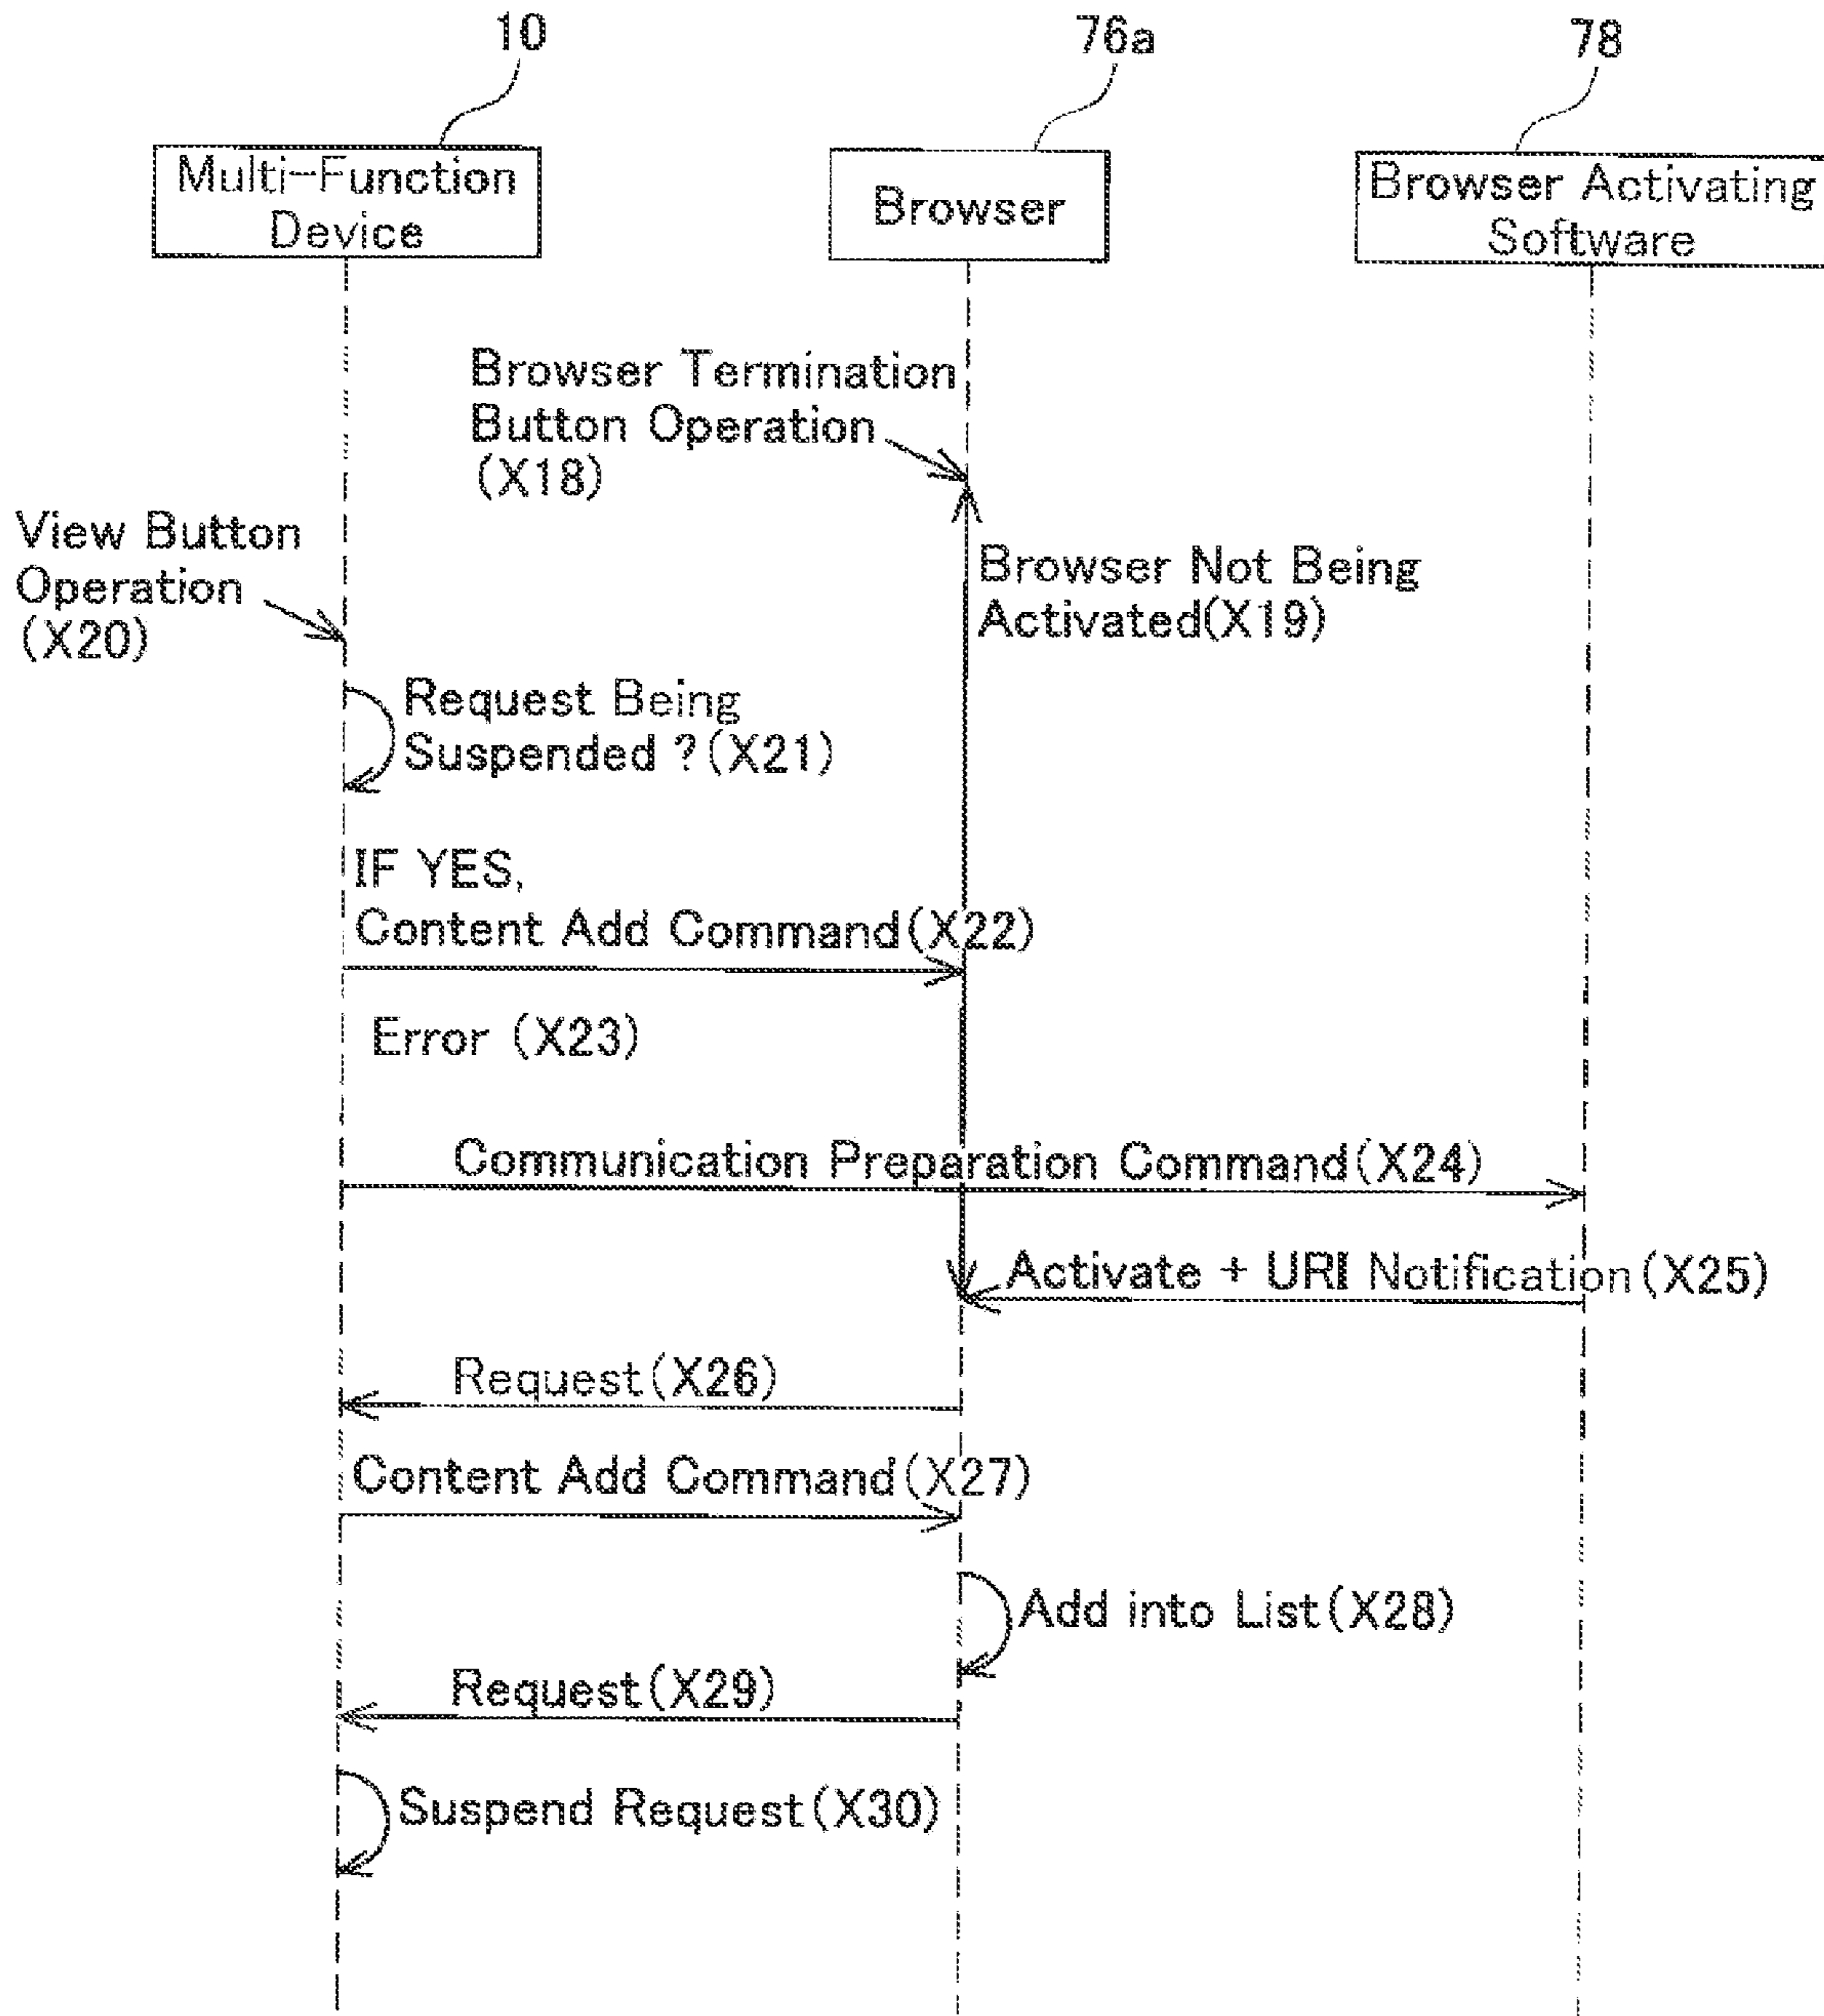 10
76a
78
Multi-Function
Device
Browser
Browser Activating
Software
Browser Termination
Button Operation
(X18)
View Button
Operation
(X20)
Browser Not Being
Activated(X19)
Request Being
Suspended ?(X21)
IF YES,
Content Add Command(X22)
Error (X23)
Communication Preparation Command(X24)
Activate + URI Notification(X25)
Request(X26)
Content Add Command(X27)
Add into List(X28)
Request(X29)
Suspend Request(X30)